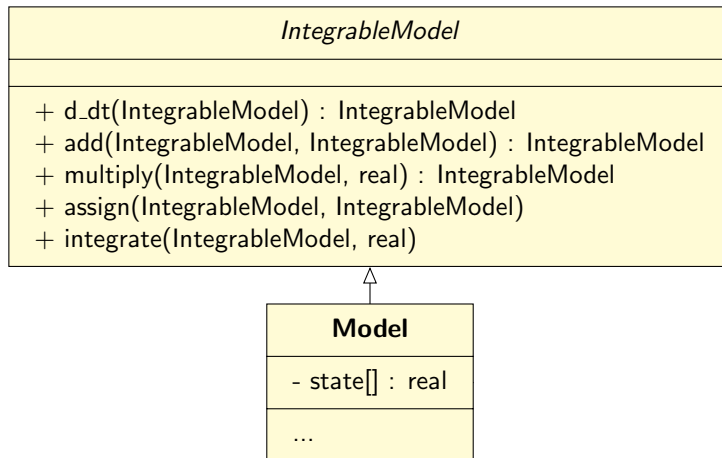 IntegrableModel
+ d_dt(IntegrableModel) : IntegrableModel
+ add(IntegrableModel, IntegrableModel) : IntegrableModel
+ multiply(IntegrableModel, real) : IntegrableModel
+ assign(IntegrableModel, IntegrableModel)
+ integrate(IntegrableModel, real)
Model
- state[] : real
...